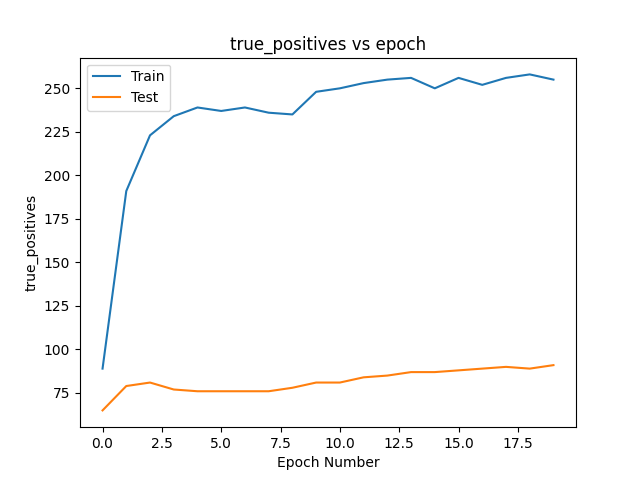 true_positives vs epoch
Train
Test
250
225
200
175
150
125
100
75
true_positives
0.0 2.5 5.0 7.5 10.0 12.5 15.0 17.5
Epoch Number